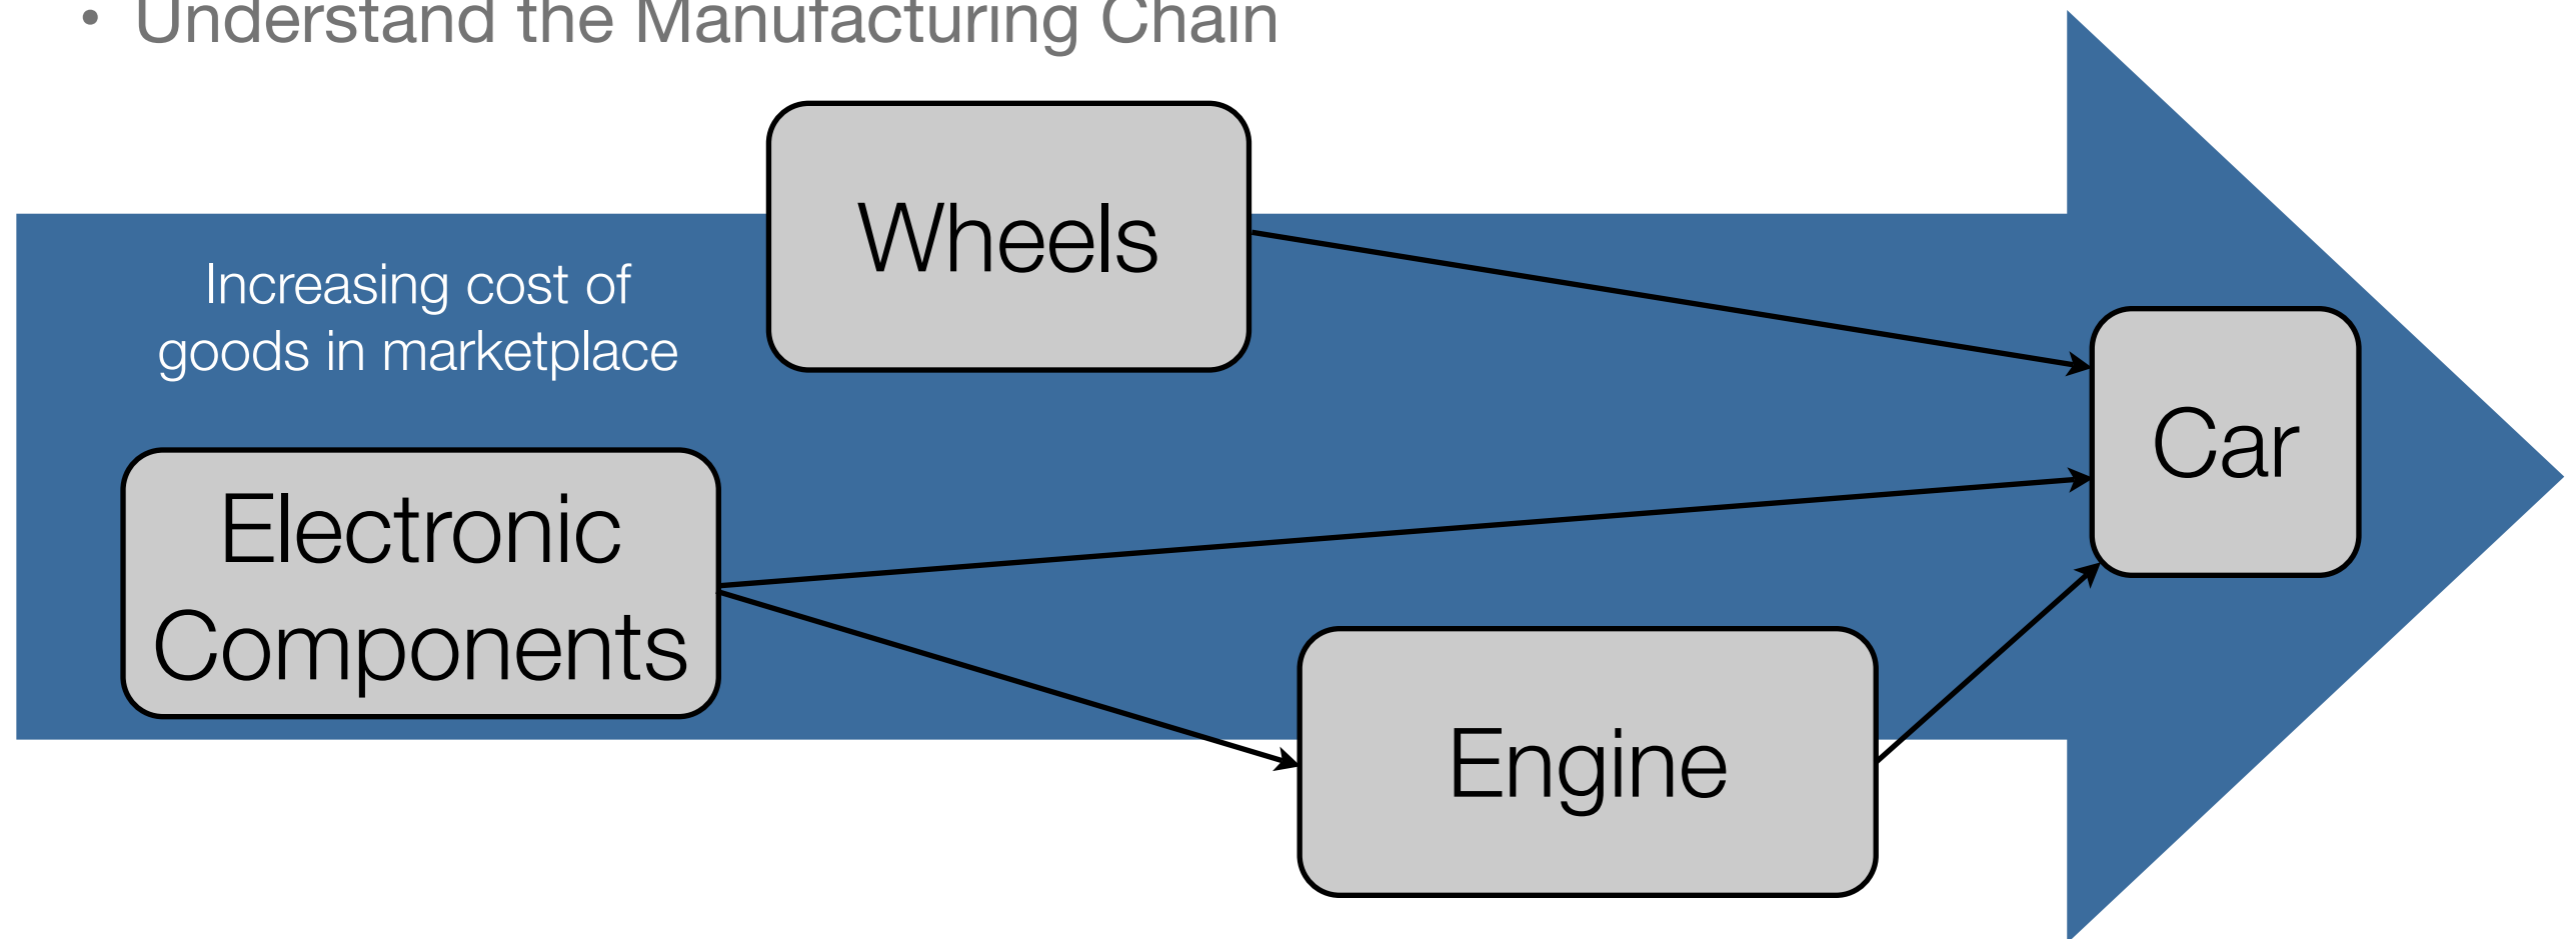 • Understand the Manufacturing Chain
Wheels
Increasing cost of
goods in marketplace
Car
Electronic
Components
Engine